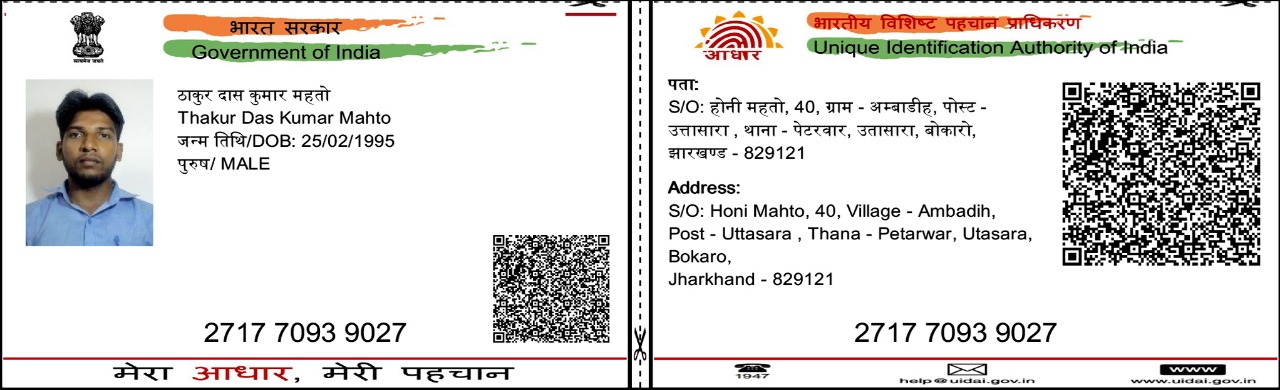 भारत सरकार
Government of India
ठाकुर दास कुमार महतो
Thakur Das Kumar Mahto
जन्म तिथि/DOB: 25/02/1995
पुरुष/ MALE
2717 7093 9027
मेरा आधार, मेरी पहचान
भारतीय विशिष्ट पहचान प्राधिकरण
Unique Identification Authority of India
आधार
पता:
S/O: होनी महतो, 40, ग्राम - अम्बाडीह, पोस्ट -
उत्तासारा , थाना - पेटरवार, उतासारा, बोकारो,
झारखण्ड - 829121
Address:
S/O: Honi Mahto, 40, Village - Ambadih,
Post - Uttasara , Thana - Petarwar, Utasara,
Bokaro,
Jharkhand - 829121
2717 7093 9027
1947
help@uidai.gov.in
www
www.uidai.gov.in